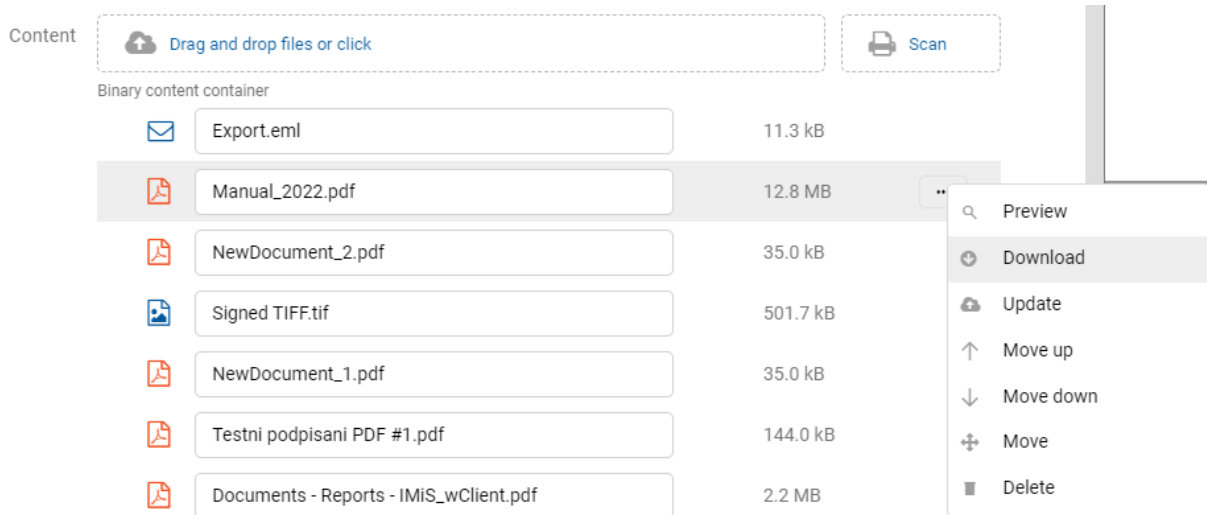 Content
Drag and drop files or click
Scan
Binary content container
Export.eml 11.3 kB
Manual_2022.pdf 12.8 MB
Preview
NewDocument_2.pdf 35.0 kB
Download
Signed TIFF.tif 501.7 kB
Update
Move up
NewDocument_1.pdf 35.0 kB
Move down
Testni podpisani PDF #1.pdf 144.0 kB
Move
Documents - Reports - IMiS_wClient.pdf 2.2 MB
Delete